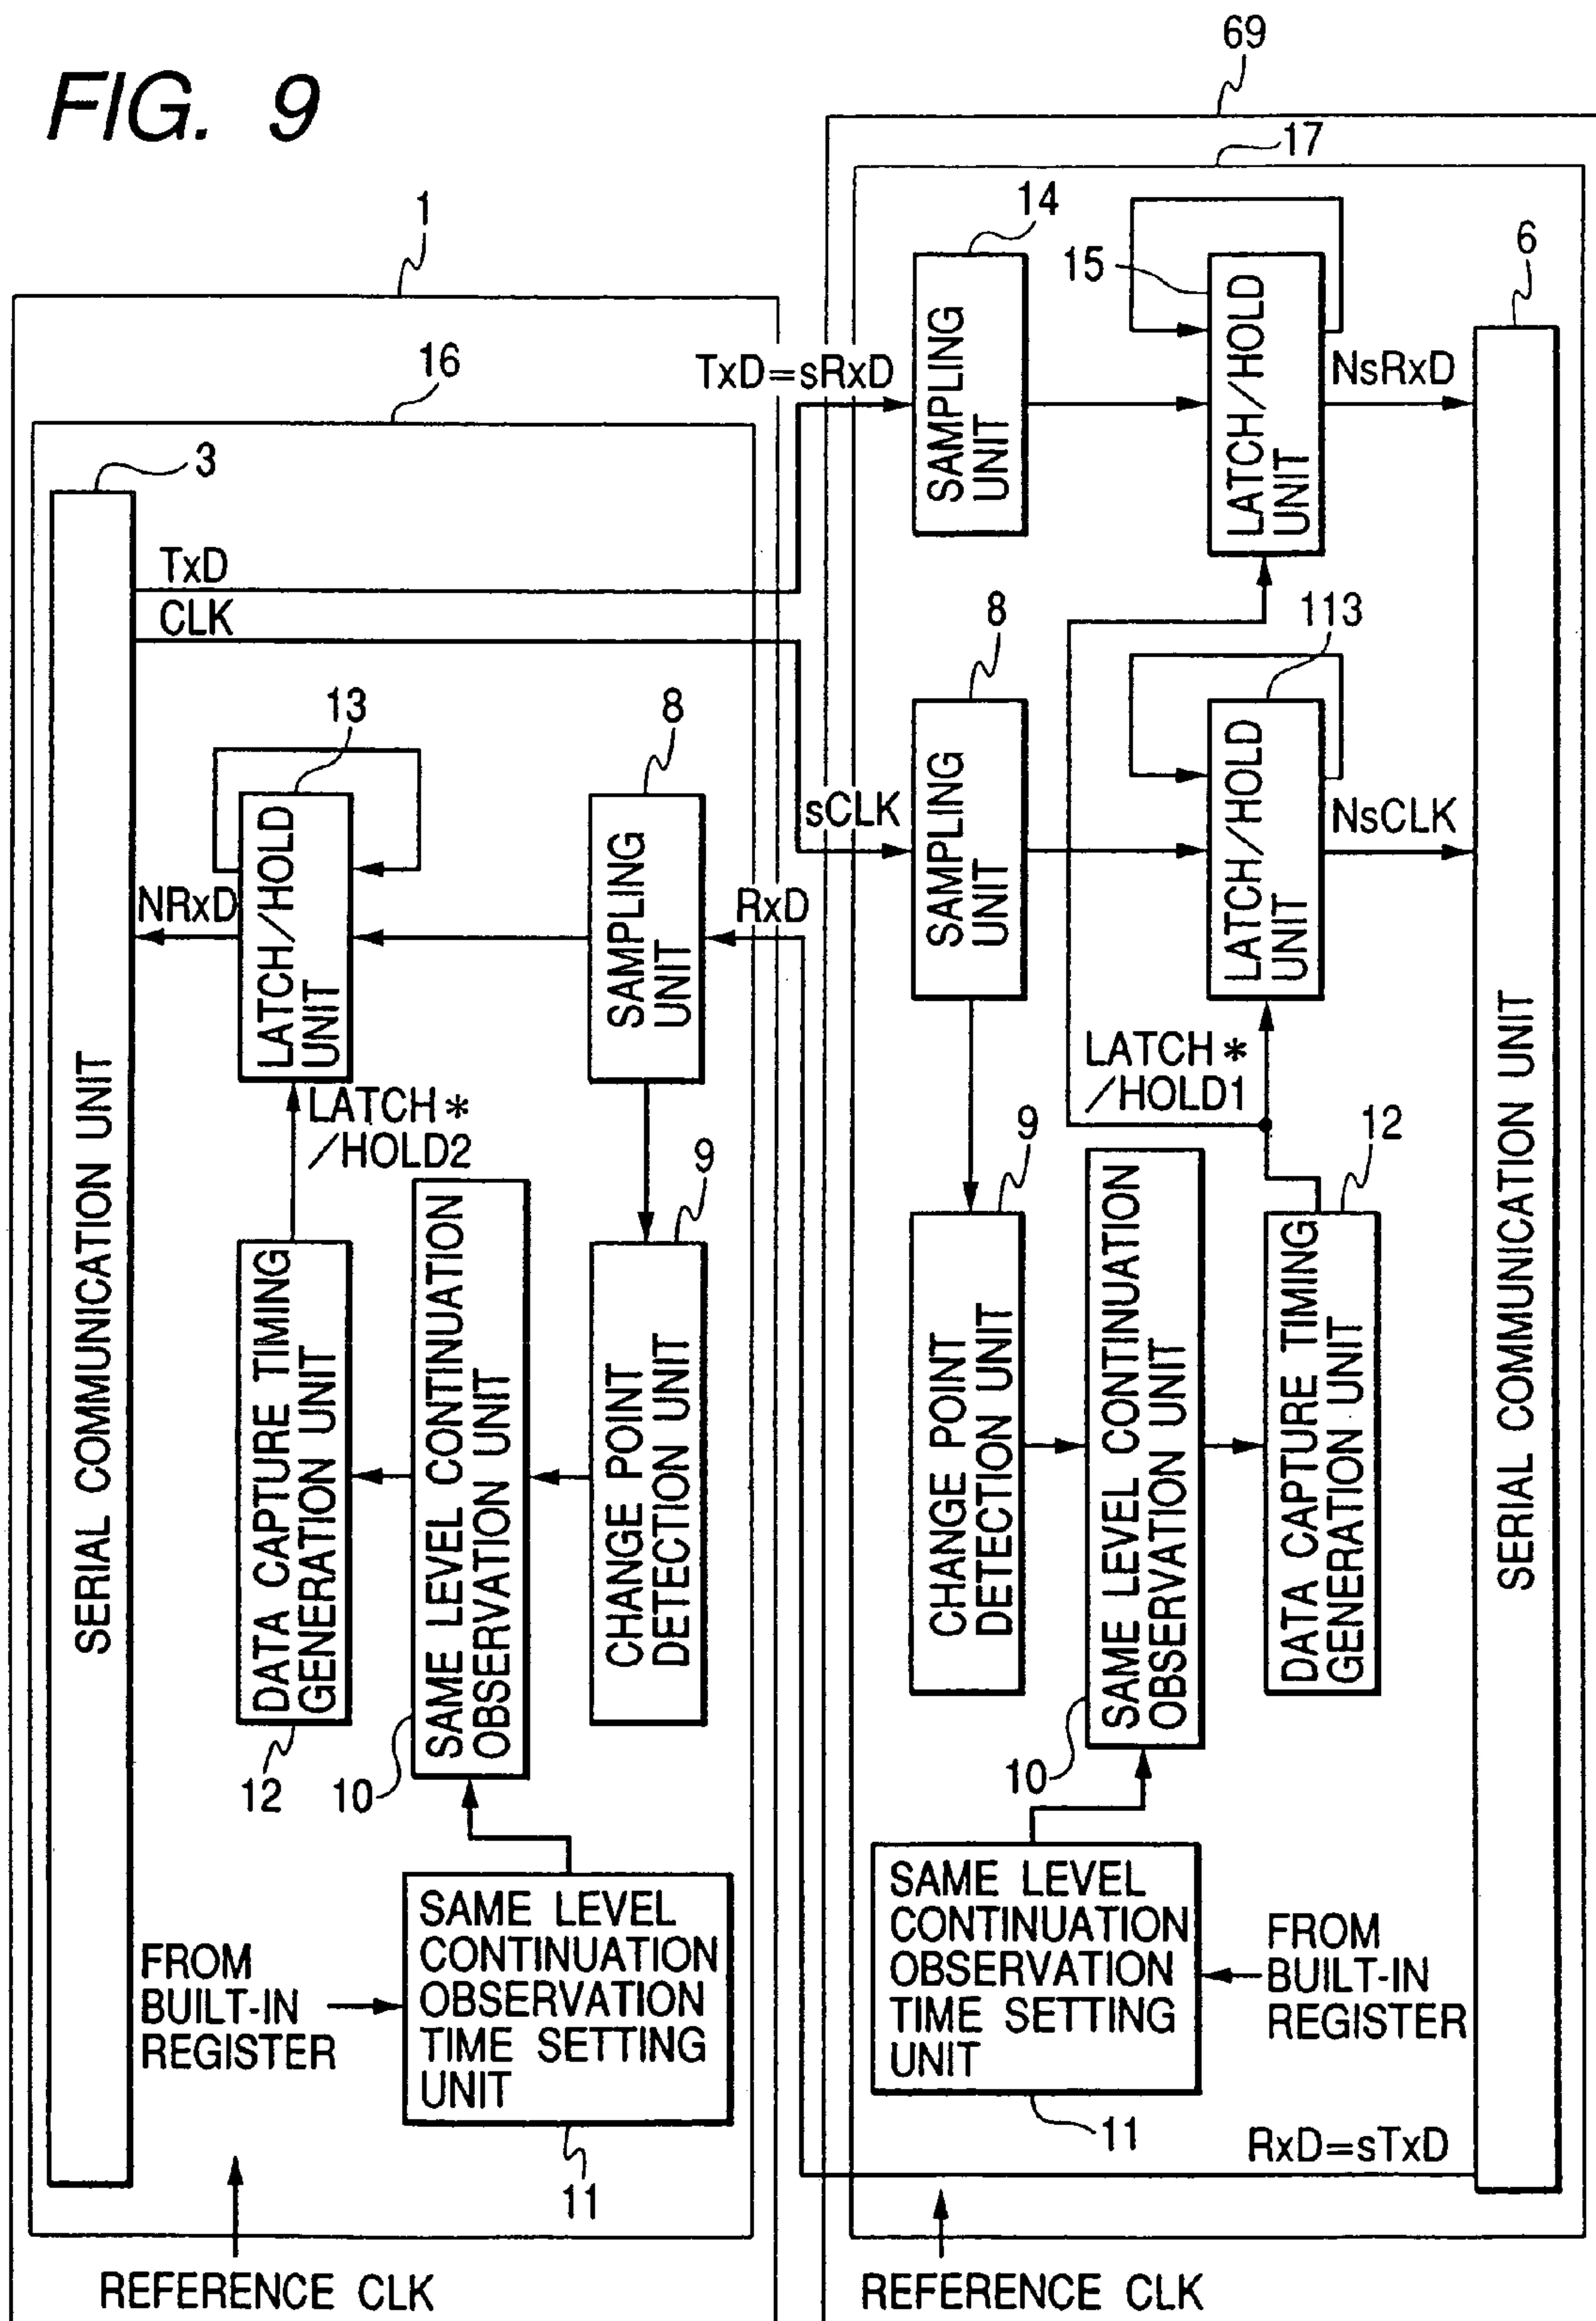 FIG. 9
69
17
1
14
15
6
16
TxD=sRxD
SAMPLING
UNIT
LATCH/HOLD
UNIT
NsRxD
3
TxD
CLK
8
113
13
8
sCLK
SAMPLING
UNIT
LATCH/HOLD
UNIT
NsCLK
NRxD
LATCH/HOLD
UNIT
SAMPLING
UNIT
RxD
SERIAL COMMUNICATION UNIT
LATCH*
/HOLD2
LATCH*
/HOLD1
SERIAL COMMUNICATION UNIT
9
9
12
DATA CAPTURE TIMING
GENERATION UNIT
SAME LEVEL CONTINUATION
OBSERVATION UNIT
CHANGE POINT
DETECTION UNIT
CHANGE POINT
DETECTION UNIT
SAME LEVEL CONTINUATION
OBSERVATION UNIT
DATA CAPTURE TIMING
GENERATION UNIT
12
10
10
FROM
BUILT-IN
REGISTER
SAME LEVEL
CONTINUATION
OBSERVATION
TIME SETTING
UNIT
SAME LEVEL
CONTINUATION
OBSERVATION
TIME SETTING
UNIT
FROM
BUILT-IN
REGISTER
11
11
RxD=sTxD
REFERENCE CLK
REFERENCE CLK